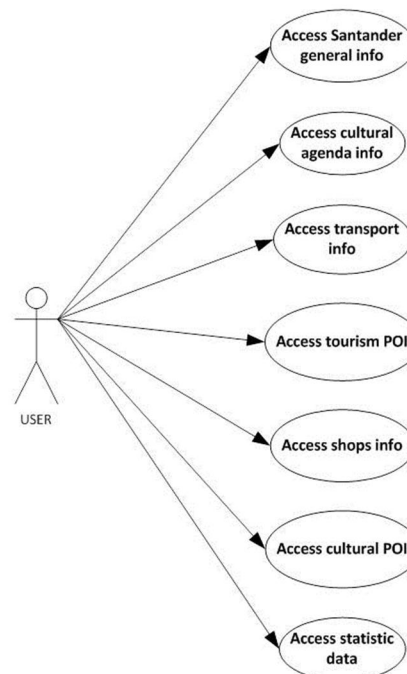 Access Santander
general info
Access cultural
agenda info
Access transport
info
Access tourism POI
USER
Access shops info
Access cultural POI
Access statistic
data